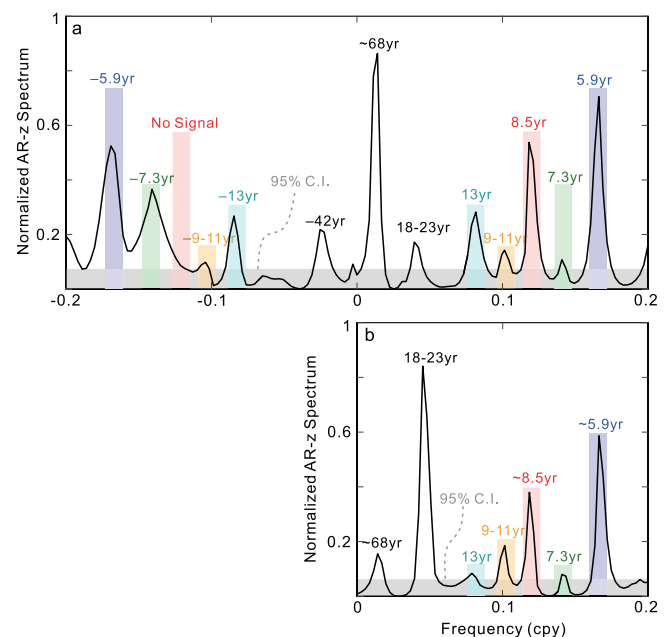 a
~68yr
−5.9yr
5.9yr
No Signal
8.5yr
−7.3yr
7.3yr
95% C.I.
−13yr
13yr
−42yr
18-23yr
−9-11yr
9-11yr
Normalized AR-z Spectrum
1
0.6
0.2
-0.2
-0.1
0
0.1
0.2
b
18-23yr
~5.9yr
~8.5yr
95% C.I.
9-11yr
~68yr
13yr
7.3yr
Normalized AR-z Spectrum
1
0.6
0.2
0
0.1
0.2
Frequency (cpy)